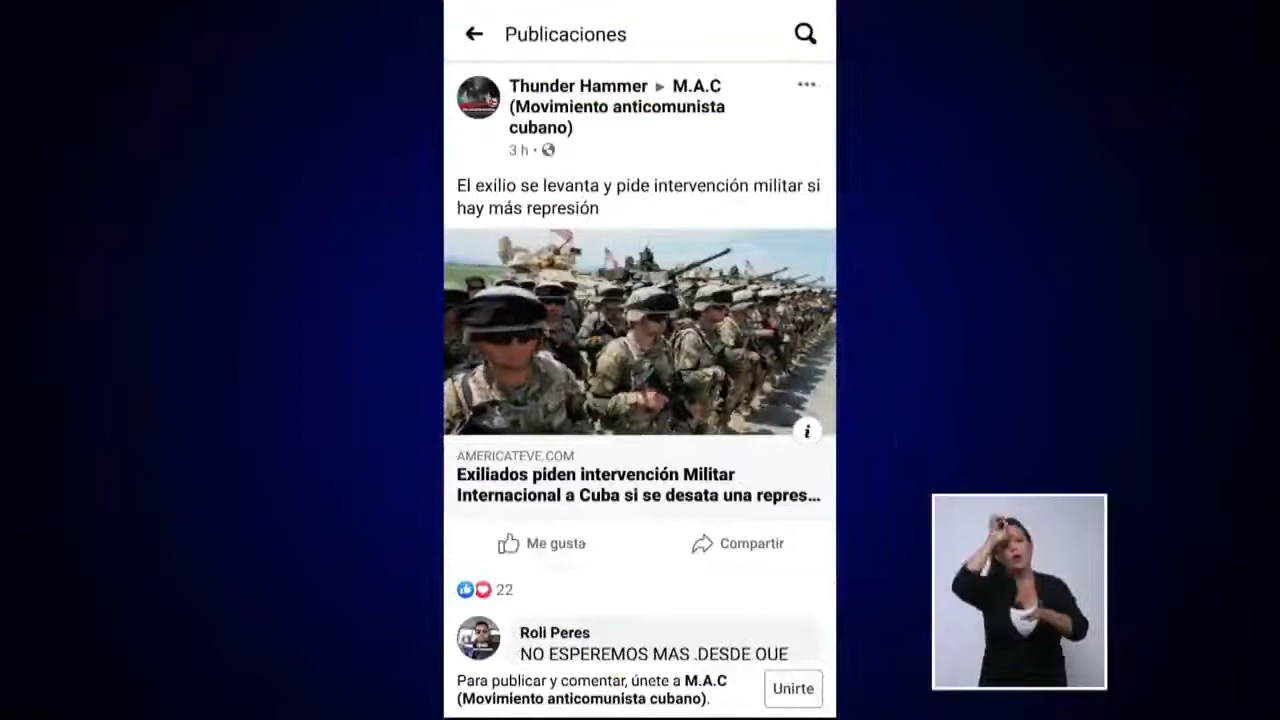 Publicaciones
Thunder Hammer ▸ M.A.C
(Movimiento anticomunista
cubano)
3 h •
El exilio se levanta y pide intervención militar si
hay más represión
AMERICATEVE.COM
Exiliados piden intervención Militar
Internacional a Cuba si se desata una repres...
Me gusta
Compartir
22
Roli Peres
NO ESPEREMOS MAS .DESDE QUE
Para publicar y comentar, únete a M.A.C
(Movimiento anticomunista cubano).
Unirte